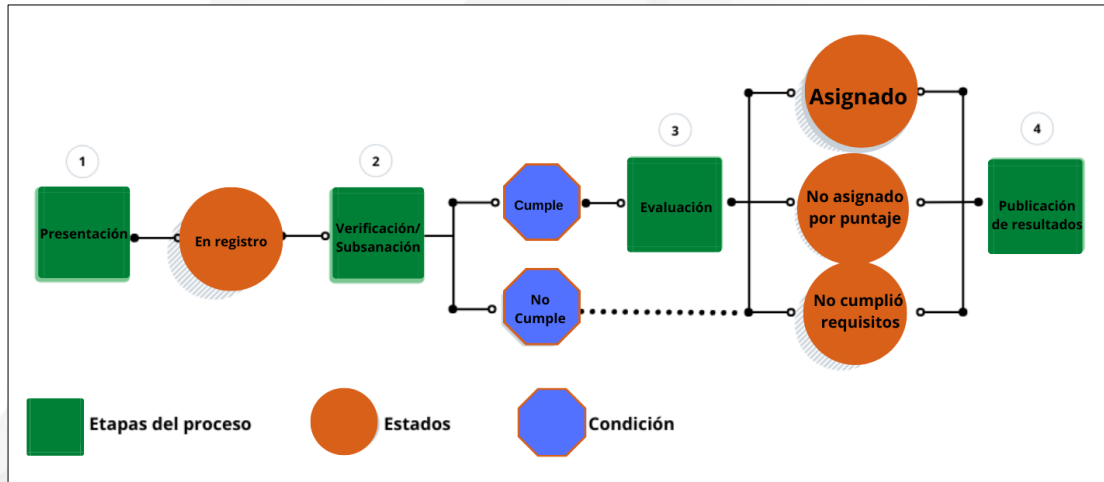 1
Presentación
En registro
2
Verificación/
Subsanación
Cumple
No
Cumple
3
Evaluación
Asignado
No asignado
por puntaje
No cumplió
requisitos
4
Publicación
de resultados
Etapas del proceso
Estados
Condición